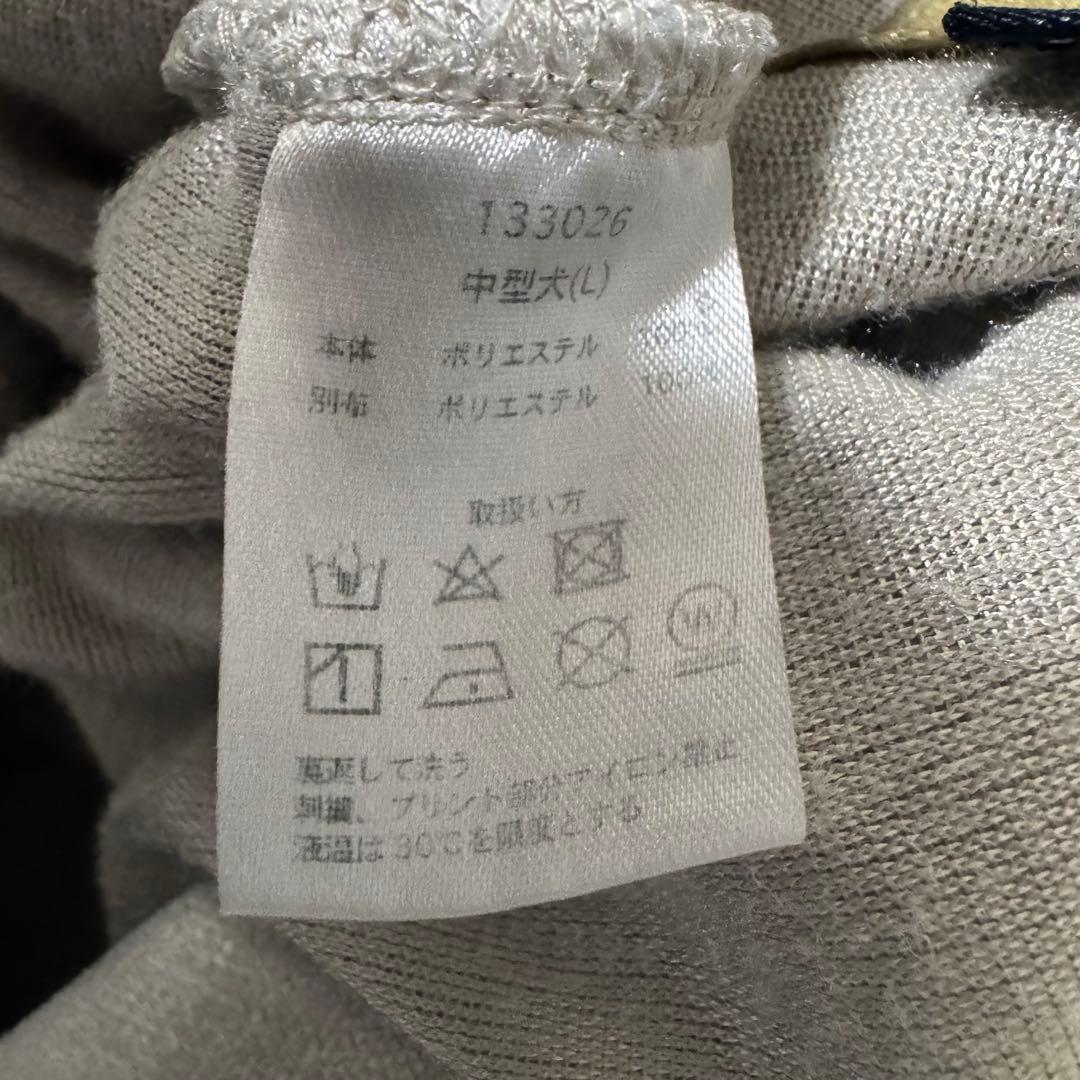 133026
中型犬(L)
本体 ポリエステル
別布 ポリエステル
取扱い方
W
裏返して洗う
刺繍、プリント部分アイロン禁止
液温は30℃を限度とする